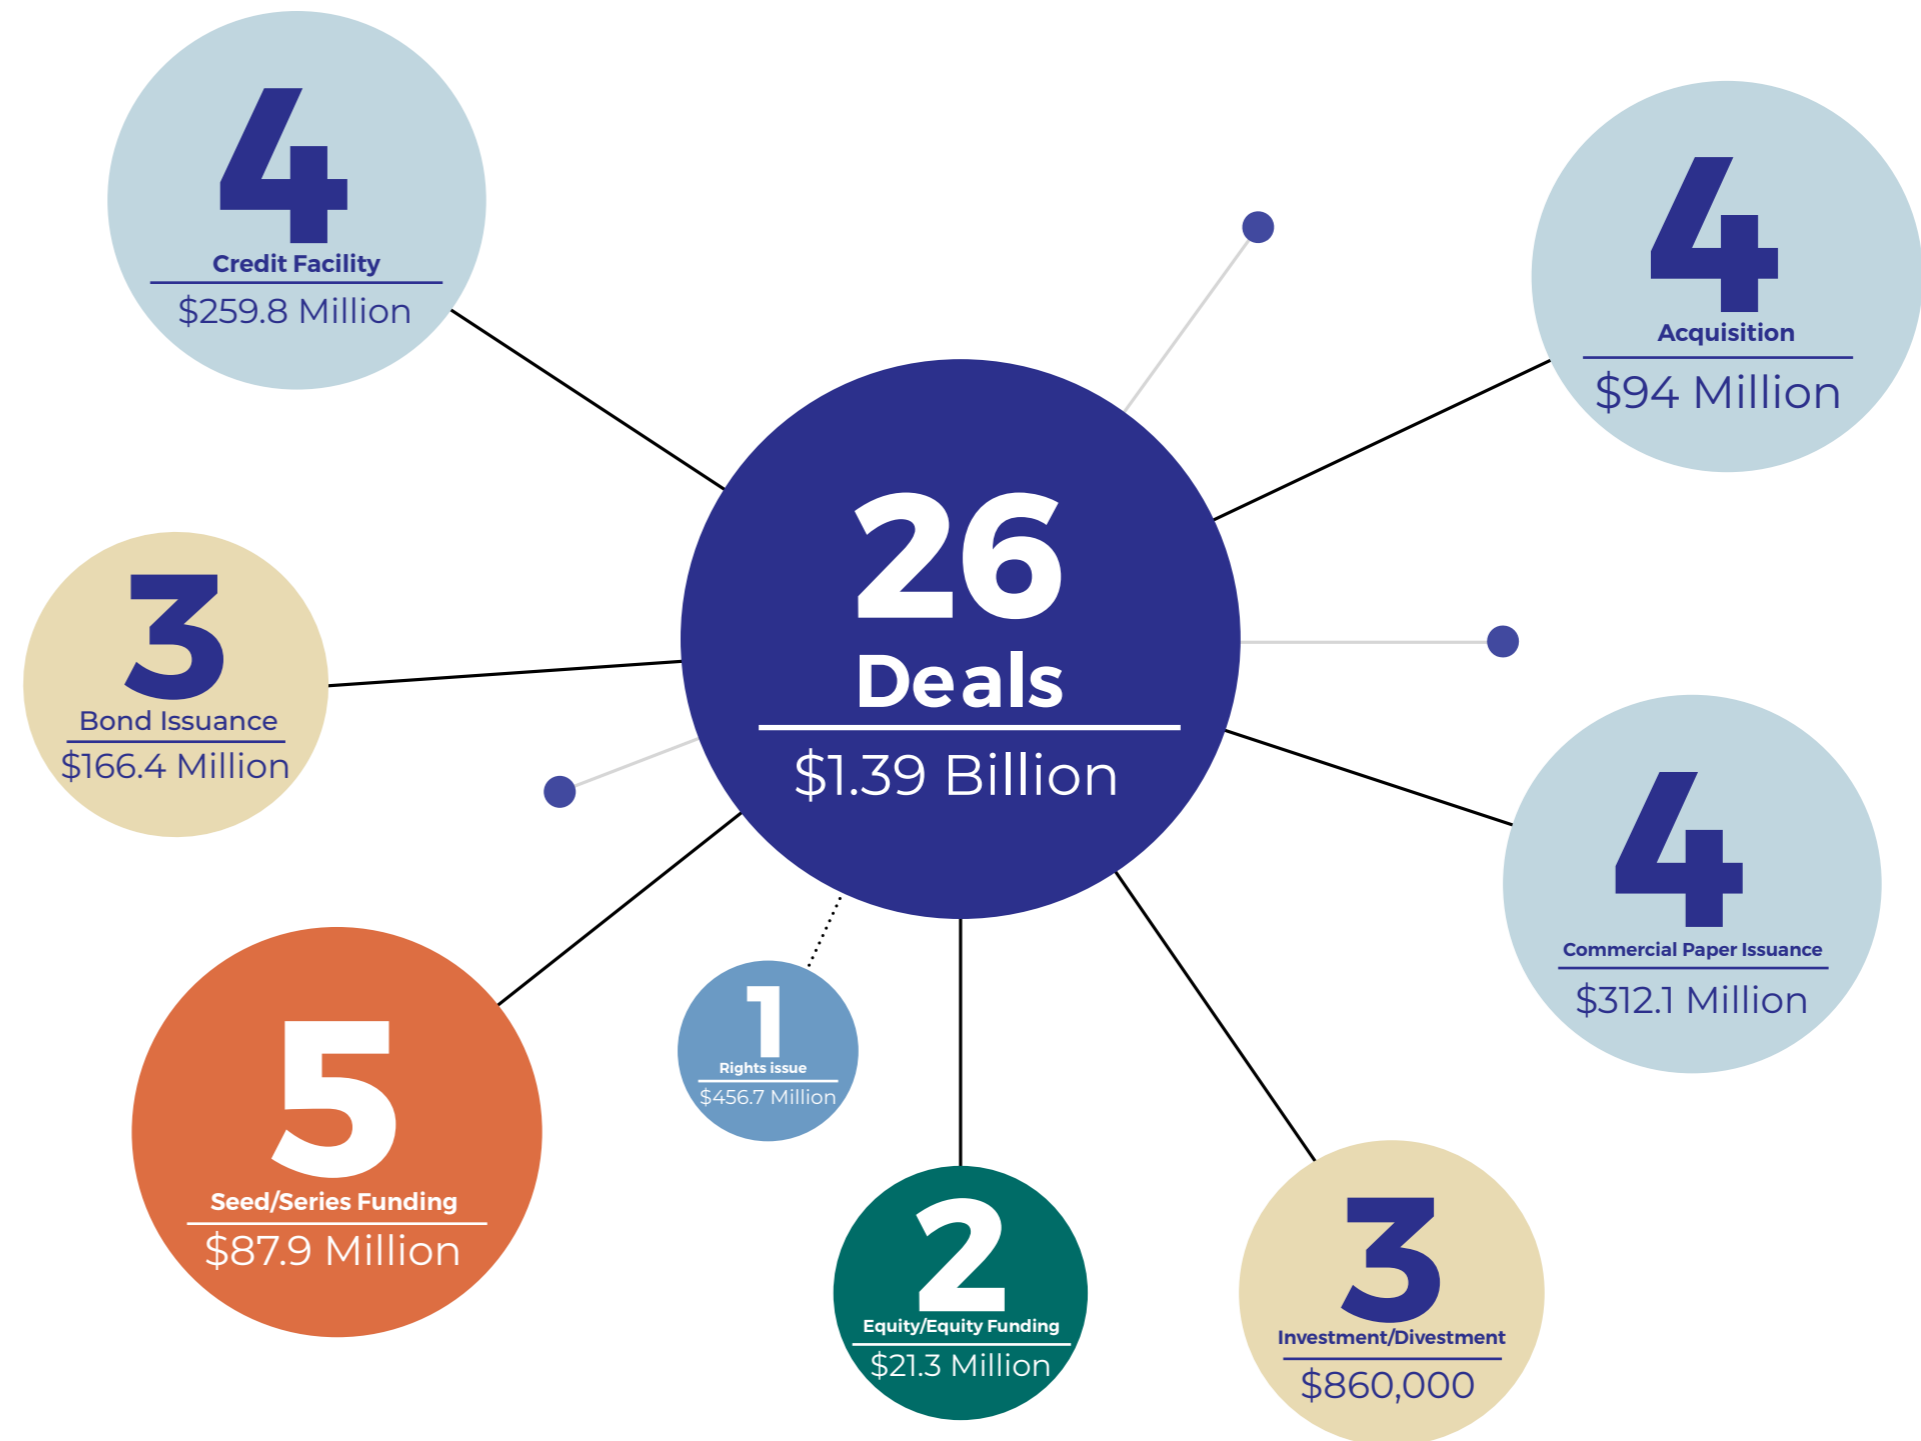 4
Credit Facility
$259.8 Million
4
Acquisition
$94 Million
26
Deals
$1.39 Billion
3
Bond Issuance
$166.4 Million
4
Commercial Paper Issuance
$312.1 Million
5
Seed/Series Funding
$87.9 Million
1
Rights issue
$456.7 Million
2
Equity/Equity Funding
$21.3 Million
3
Investment/Divestment
$860,000